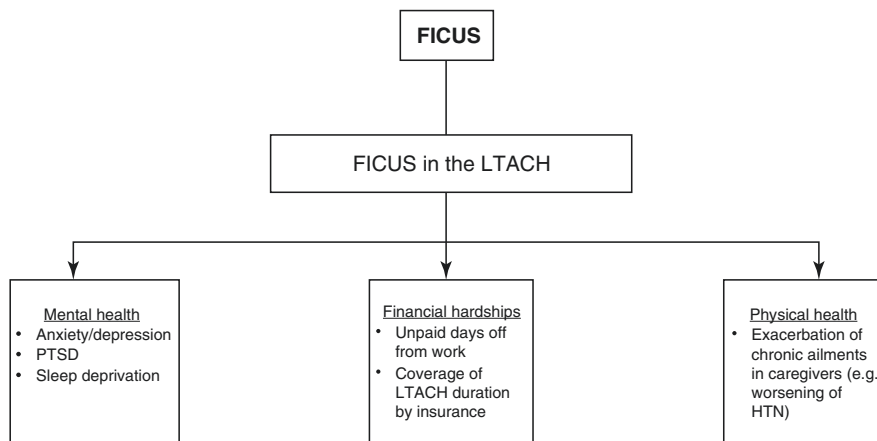 FICUS
FICUS in the LTACH
Mental health
• Anxiety/depression
• PTSD
• Sleep deprivation
Financial hardships
• Unpaid days off
from work
• Coverage of
LTACH duration
by insurance
Physical health
• Exacerbation of
chronic ailments
in caregivers (e.g.
worsening of
HTN)